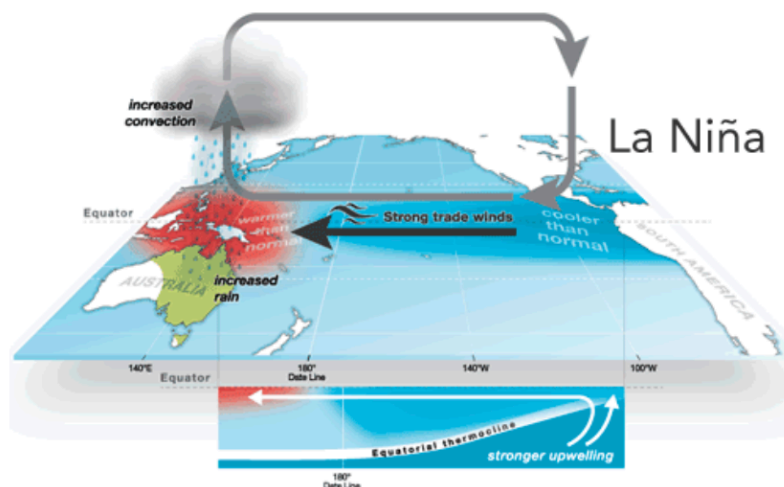 increased
convection
La Niña
Equator
warmer
than
normal
Strong trade winds
cooler
than
normal
SOUTH AMERICA
AUSTRALIA
increased
rain
140°E
180°
Date Line
140°W
100°W
Equator
Equatorial thermocline
stronger upwelling
180°
Date Line